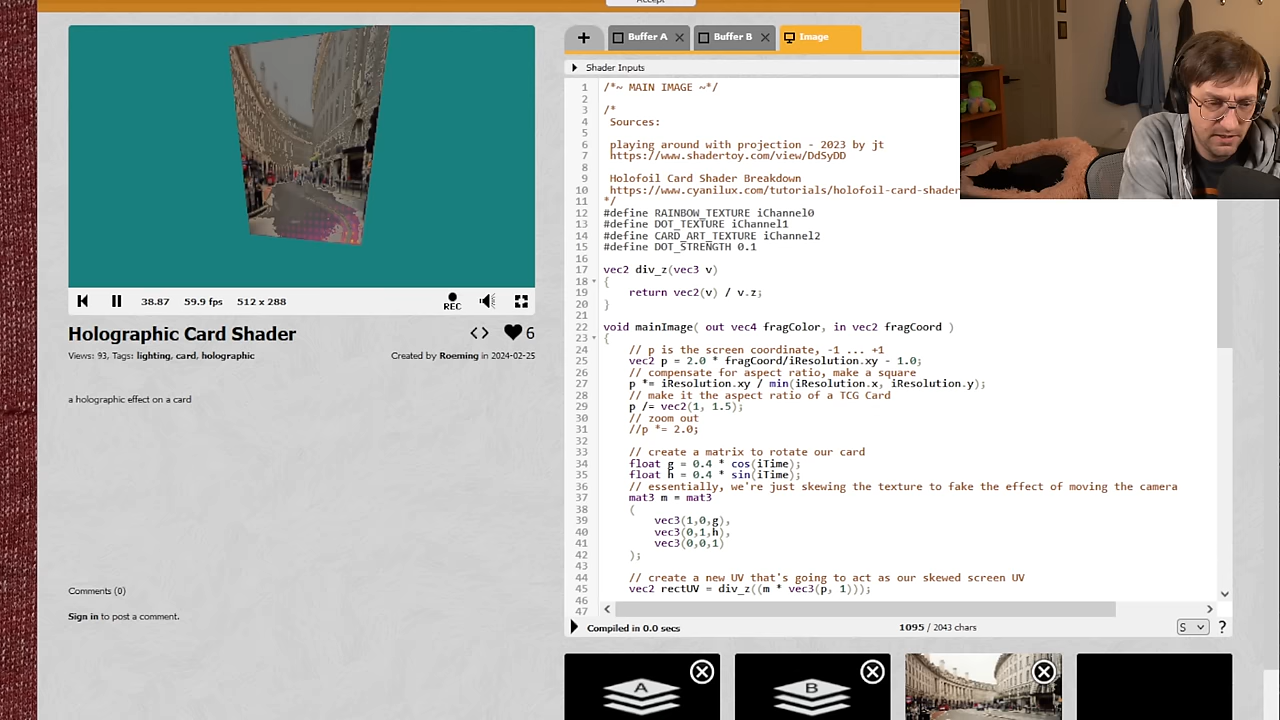 Accept
Buffer A
Buffer B
Image
Shader Inputs
1 /*~ MAIN IMAGE ~*/
2
3 /*
4 Sources:
5
6 playing around with projection - 2023 by jt
7 https://www.shadertoy.com/view/DdSyDD
8
9 Holofoil Card Shader Breakdown
10 https://www.cyanilux.com/tutorials/holofoil-card-shader
11 */
12 #define RAINBOW_TEXTURE iChannel0
13 #define DOT_TEXTURE iChannel1
14 #define CARD_ART_TEXTURE iChannel2
15 #define DOT_STRENGTH 0.1
16
17 vec2 div_z(vec3 v)
18 {
19 return vec2(v) / v.z;
20 }
21
22 void mainImage( out vec4 fragColor, in vec2 fragCoord )
23 {
24 // p is the screen coordinate, -1 ... +1
25 vec2 p = 2.0 * fragCoord/iResolution.xy - 1.0;
26 // compensate for aspect ratio, make a square
27 p *= iResolution.xy / min(iResolution.x, iResolution.y);
28 // make it the aspect ratio of a TCG Card
29 p /= vec2(1, 1.5);
30 // zoom out
31 //p *= 2.0;
32
33 // create a matrix to rotate our card
34 float g = 0.4 * cos(iTime);
35 float h = 0.4 * sin(iTime);
36 // essentially, we're just skewing the texture to fake the effect of moving the camera
37 mat3 m = mat3
38 (
39 vec3(1,0,g),
40 vec3(0,1,h),
41 vec3(0,0,1)
42 );
43
44 // create a new UV that's going to act as our skewed screen UV
45 vec2 rectUV = div_z((m * vec3(p, 1)));
46
47
38.87 59.9 fps 512 x 288 REC
Holographic Card Shader 6
Views: 93, Tags: lighting, card, holographic Created by Roeming in 2024-02-25
a holographic effect on a card
Comments (0)
Sign in to post a comment.
Compiled in 0.0 secs 1095 / 2043 chars S ?
A
B